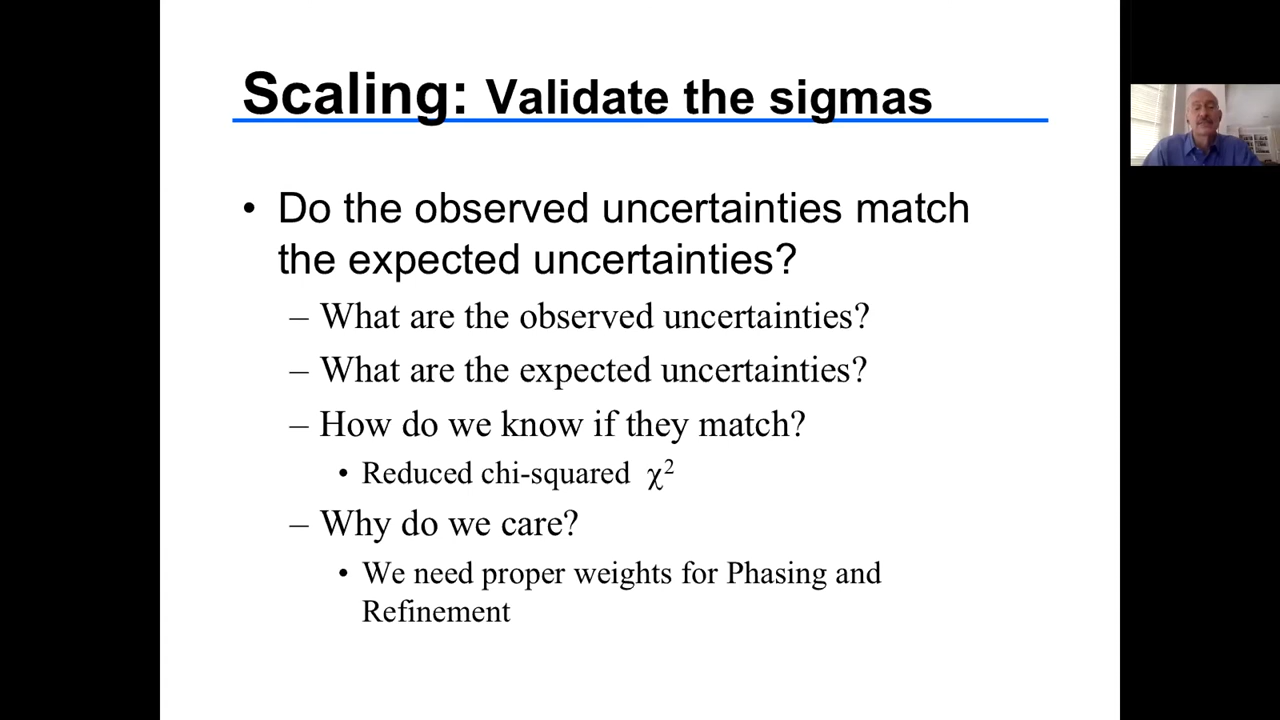 Scaling: Validate the sigmas
• Do the observed uncertainties match
the expected uncertainties?
– What are the observed uncertainties?
– What are the expected uncertainties?
– How do we know if they match?
• Reduced chi-squared χ²
– Why do we care?
• We need proper weights for Phasing and
Refinement